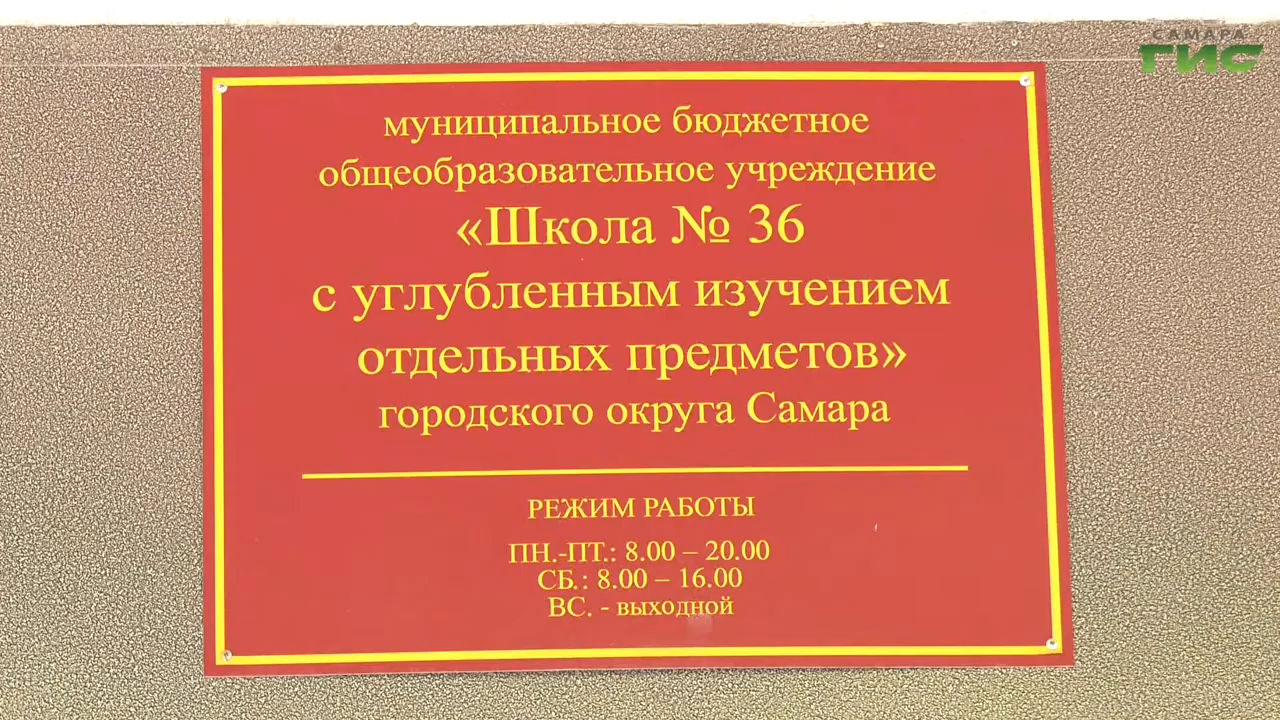 САМАРА
ГИС
муниципальное бюджетное
общеобразовательное учреждение
«Школа № 36
с углубленным изучением
отдельных предметов»
городского округа Самара
РЕЖИМ РАБОТЫ
ПН.-ПТ.: 8.00 – 20.00
СБ.: 8.00 – 16.00
ВС. - выходной